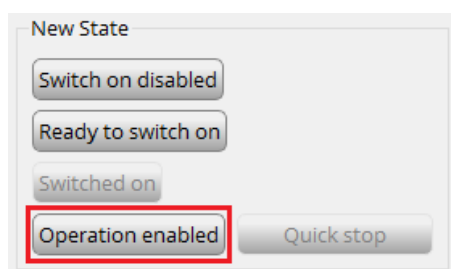 New State
Switch on disabled
Ready to switch on
Switched on
Operation enabled Quick stop